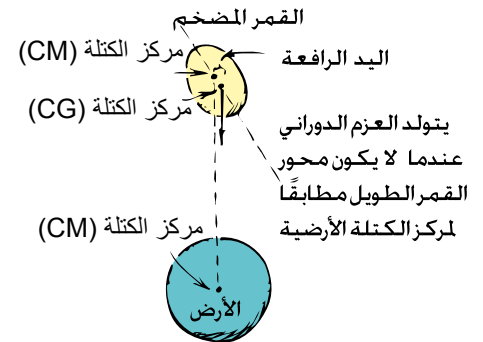 القمر المضخم
مركز الكتلة (CM)
اليد الرافعة
مركز الكتلة (CG)
يتولد العزم الدوراني
عندما لا يكون محور
القمر الطويل مطابقًا
لمركز الكتلة الأرضية
مركز الكتلة (CM)
الأرض